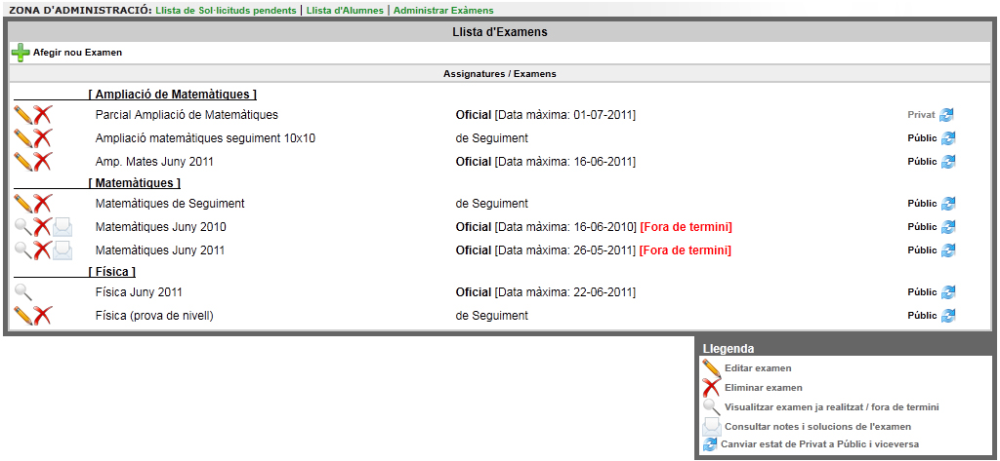 ZONA D'ADMINISTRACIÓ: Llista de Sol·licituds pendents | Llista d'Alumnes | Administrar Exàmens
Llista d'Examens
Afegir nou Examen
Assignatures / Examens
[ Ampliació de Matemàtiques ]
Parcial Ampliació de Matemàtiques Oficial [Data màxima: 01-07-2011] Privat
Ampliació matemàtiques seguiment 10x10 de Seguiment Públic
Amp. Mates Juny 2011 Oficial [Data màxima: 16-06-2011] Públic
[ Matemàtiques ]
Matemàtiques de Seguiment de Seguiment Públic
Matemàtiques Juny 2010 Oficial [Data màxima: 16-06-2010] [Fora de termini] Públic
Matemàtiques Juny 2011 Oficial [Data màxima: 26-05-2011] [Fora de termini] Públic
[ Física ]
Física Juny 2011 Oficial [Data màxima: 22-06-2011] Públic
Física (prova de nivell) de Seguiment Públic
Llegenda
Editar examen
Eliminar examen
Visualitzar examen ja realitzat / fora de termini
Consultar notes i solucions de l'examen
Canviar estat de Privat a Públic i viceversa